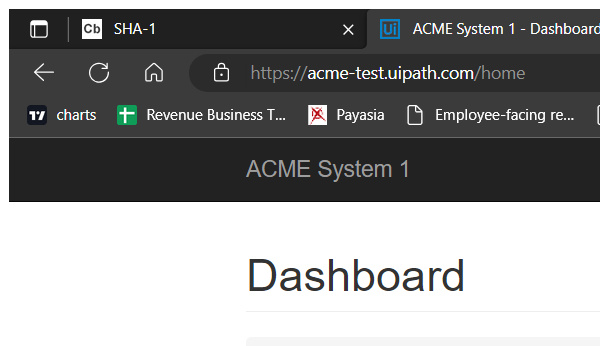 Cb SHA-1 Ui ACME System 1 - Dashboard
https://acme-test.uipath.com/home
charts Revenue Business T... Payasia Employee-facing re...
ACME System 1
Dashboard